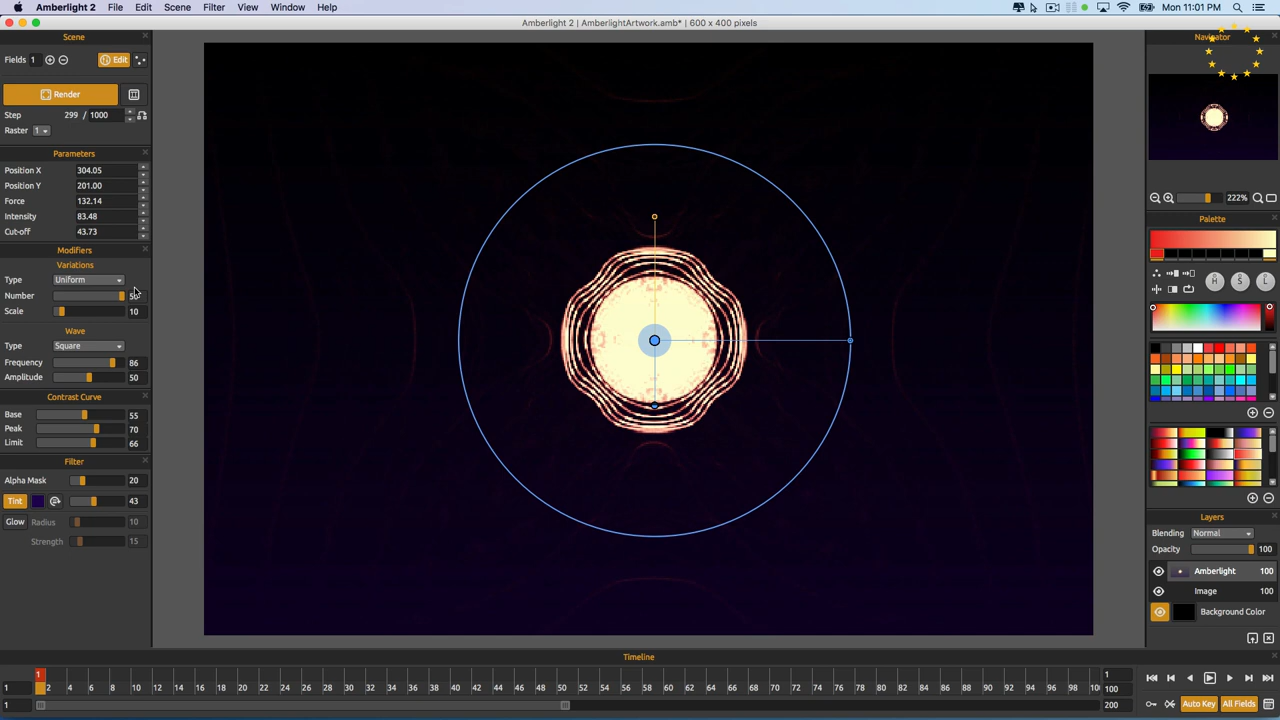 Amberlight 2 File Edit Scene Filter View Window Help Mon 11:01 PM
Amberlight 2 | AmberlightArtwork.amb* | 600 x 400 pixels
Scene
Fields 1 Edit
Render
Step 299 / 1000
Raster 1
Parameters
Position X 304.05
Position Y 201.00
Force 132.14
Intensity 83.48
Cut-off 43.73
Modifiers
Variations
Type Uniform
Number 50
Scale 10
Wave
Type Square
Frequency 86
Amplitude 50
Contrast Curve
Base 55
Peak 70
Limit 66
Filter
Alpha Mask 20
Tint 43
Glow Radius 10
Strength 15
Navigator
222%
Palette
H S L
Layers
Blending Normal
Opacity 100
Amberlight 100
Image 100
Background Color
Timeline
1 1
1 2 4 6 8 10 12 14 16 18 20 22 24 26 28 30 32 34 36 38 40 42 44 46 48 50 52 54 56 58 60 62 64 66 68 70 72 74 76 78 80 82 84 86 88 90 92 94 96 98 100
1 200 Auto Key All Fields